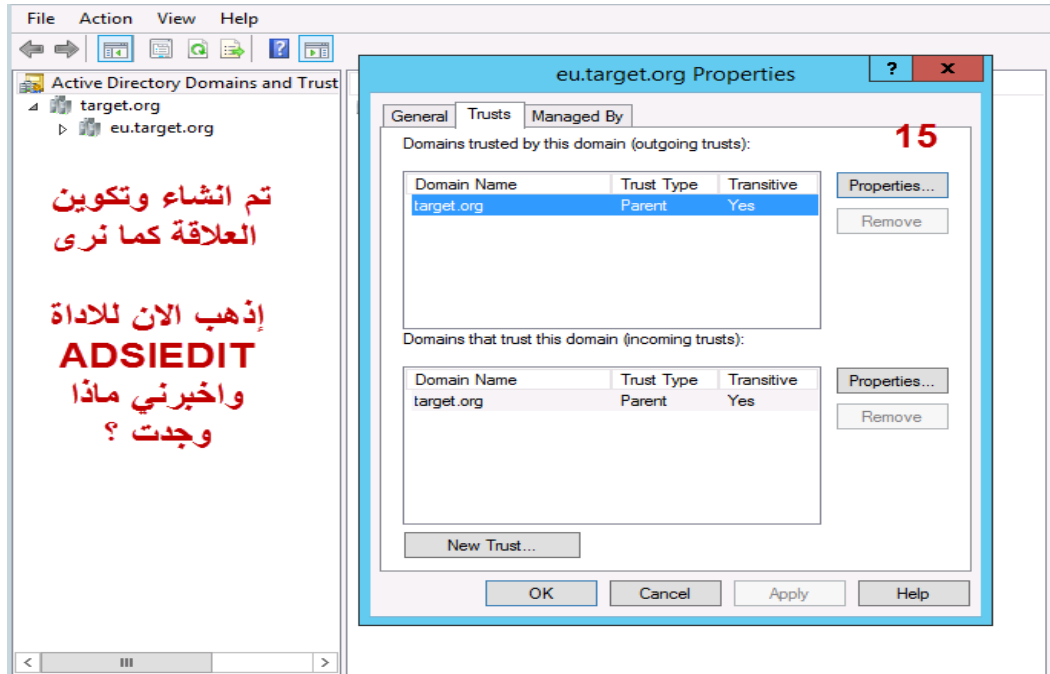 File Action View Help
Active Directory Domains and Trust
target.org
eu.target.org
تم انشاء وتكوين
العلاقة كما نرى
إذهب الان للاداة
ADSIEDIT
واخبرني ماذا
وجدت ؟
eu.target.org Properties
? x
General Trusts Managed By
15
Domains trusted by this domain (outgoing trusts):
Domain Name Trust Type Transitive
target.org Parent Yes
Properties...
Remove
Domains that trust this domain (incoming trusts):
Domain Name Trust Type Transitive
target.org Parent Yes
Properties...
Remove
New Trust...
OK Cancel Apply Help